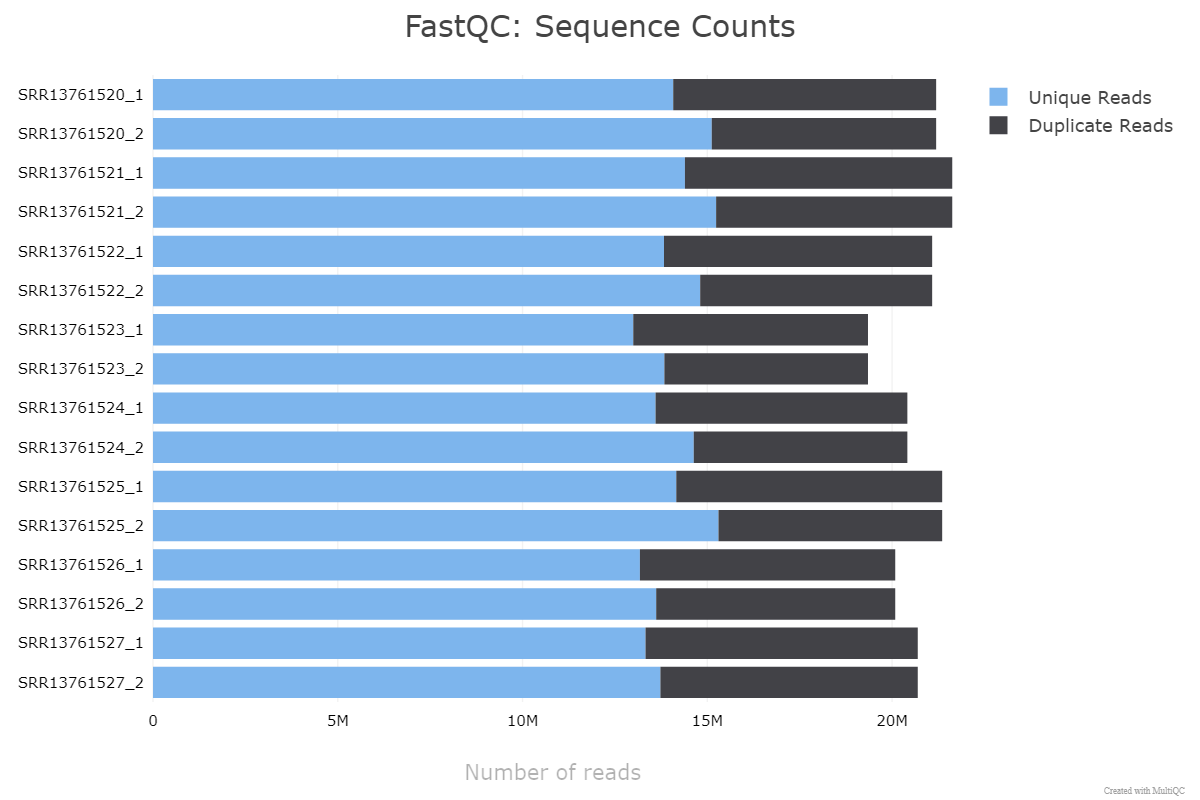 FastQC: Sequence Counts
SRR13761520_1
SRR13761520_2
SRR13761521_1
SRR13761521_2
SRR13761522_1
SRR13761522_2
SRR13761523_1
SRR13761523_2
SRR13761524_1
SRR13761524_2
SRR13761525_1
SRR13761525_2
SRR13761526_1
SRR13761526_2
SRR13761527_1
SRR13761527_2
Unique Reads
Duplicate Reads
0 5M 10M 15M 20M
Number of reads
Created with MultiQC